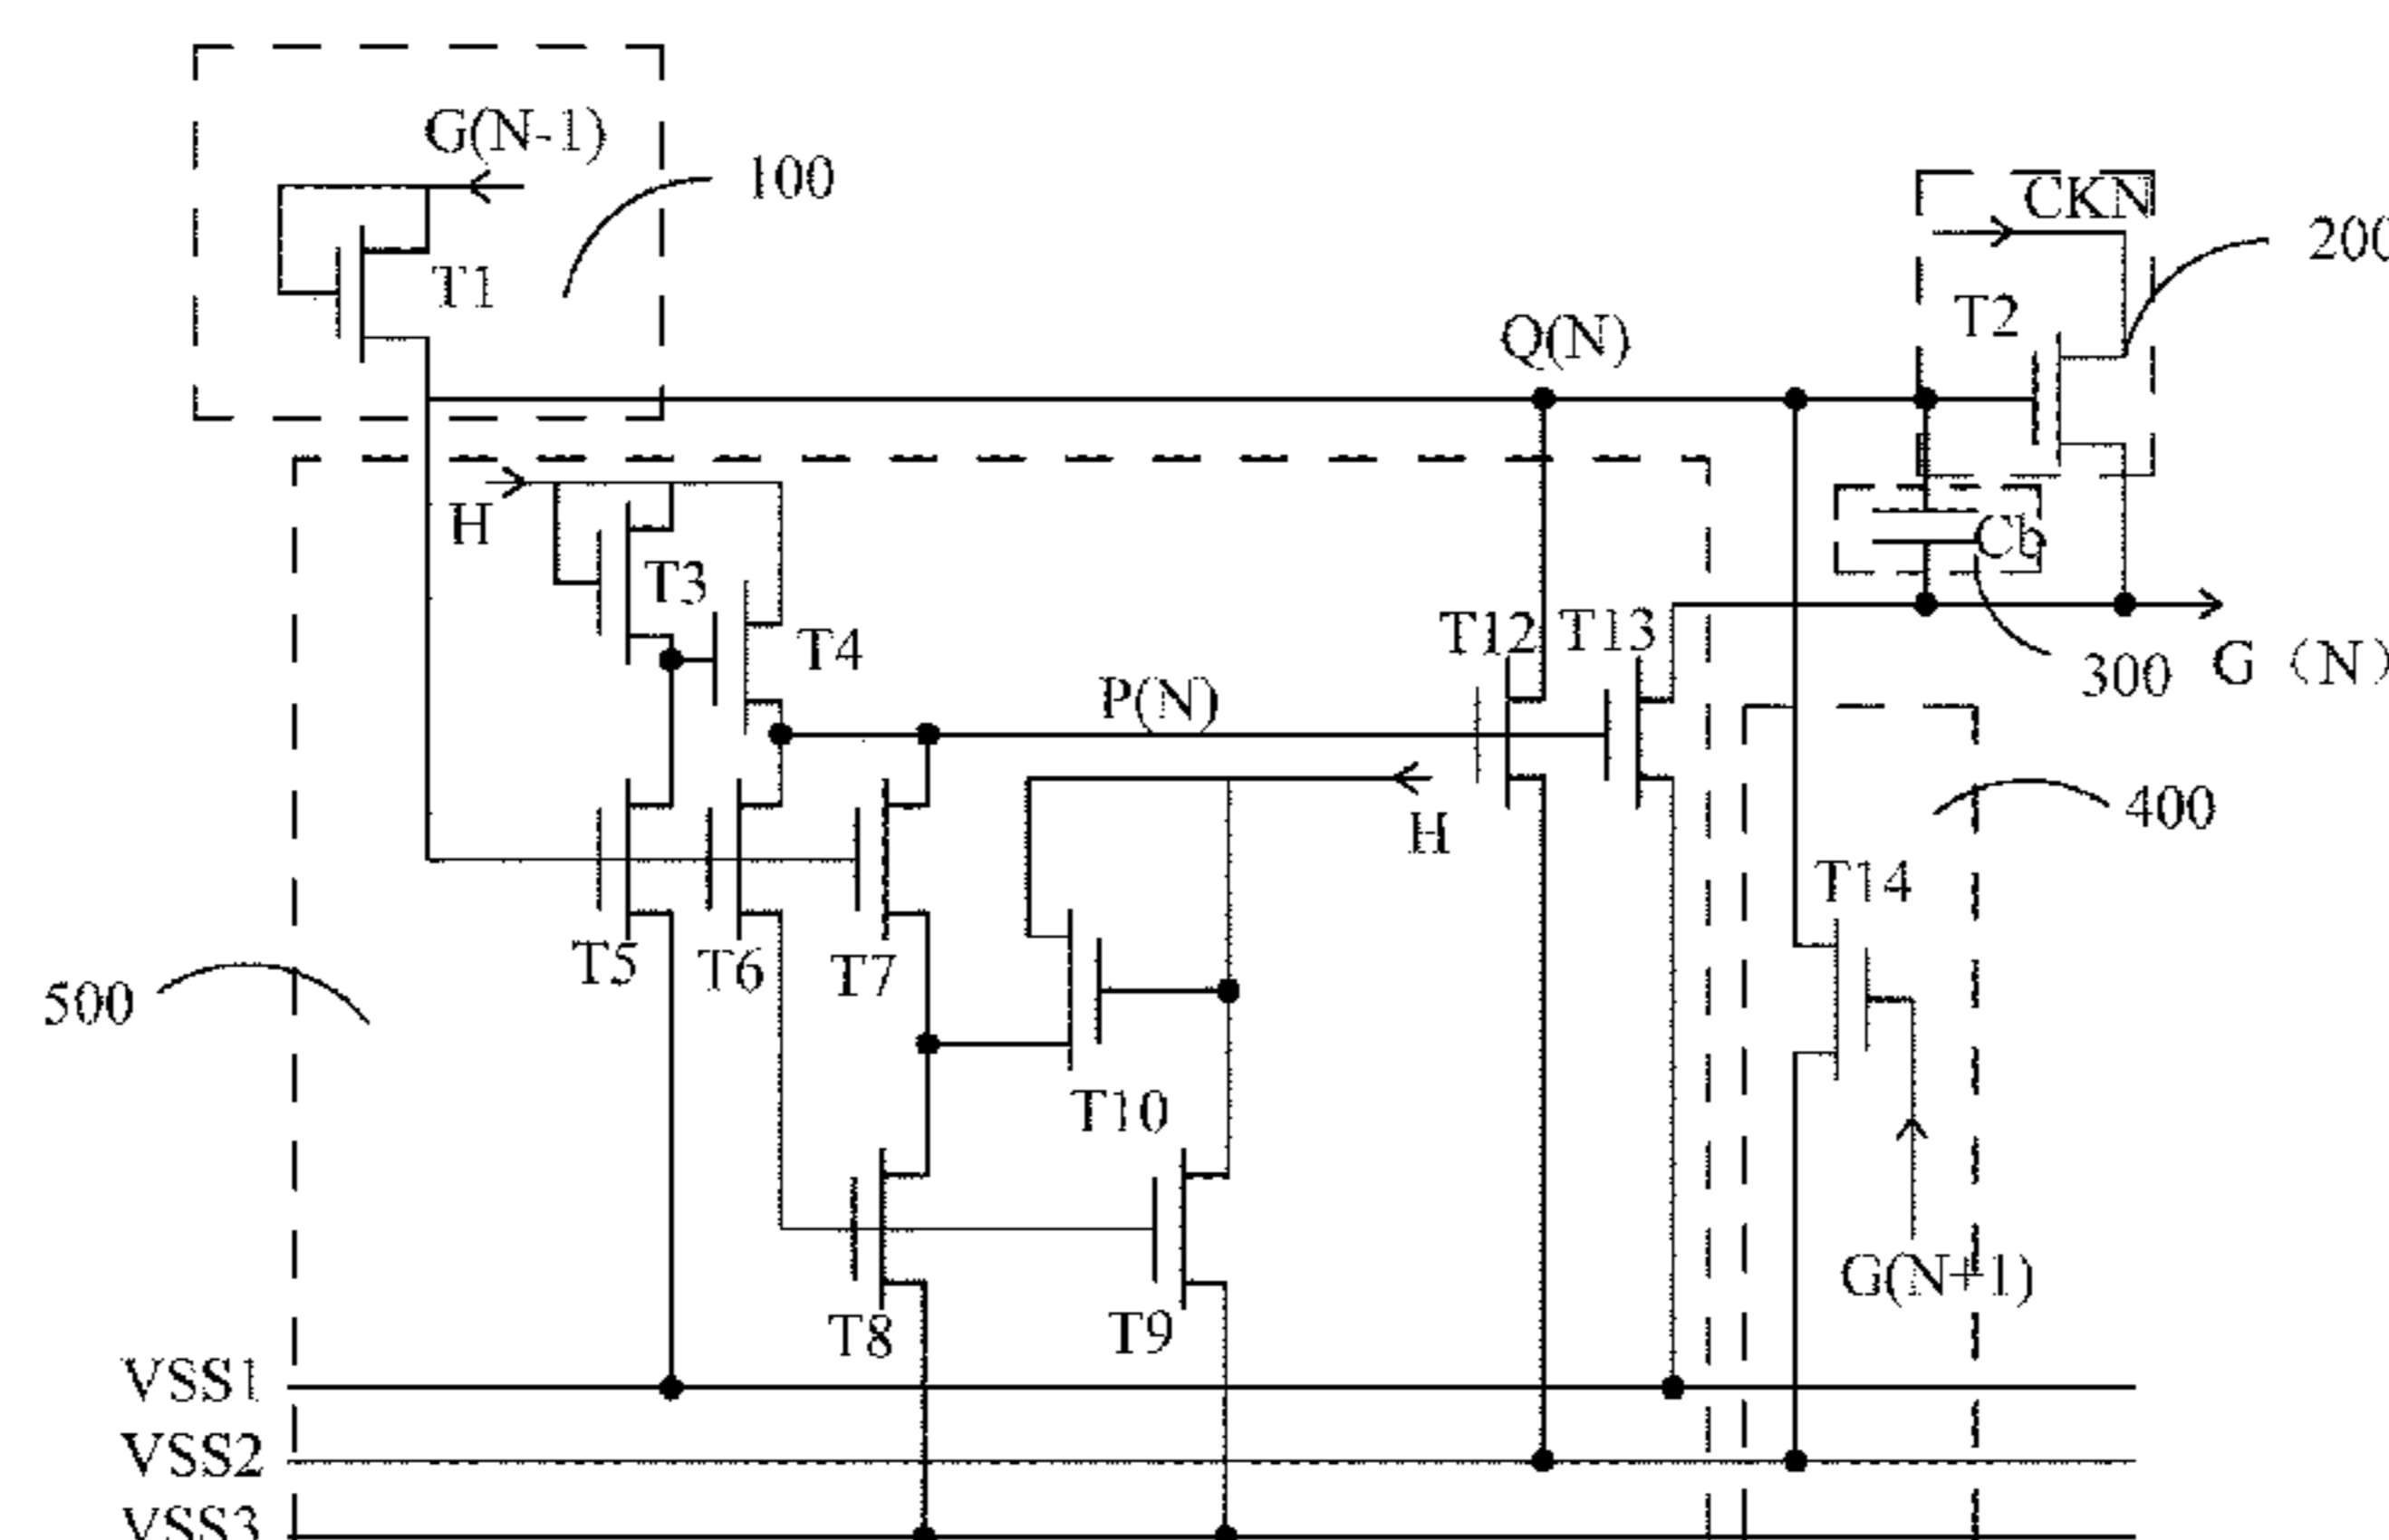 G(N-1)
100
CKN
200
T1
T2
Q(N)
H
Cb
T3
T12
T13
T4
300
G (N)
P(N)
400
H
T14
T5
T6
T7
500
T10
G(N+1)
T8
T9
VSS1
VSS2
VSS3